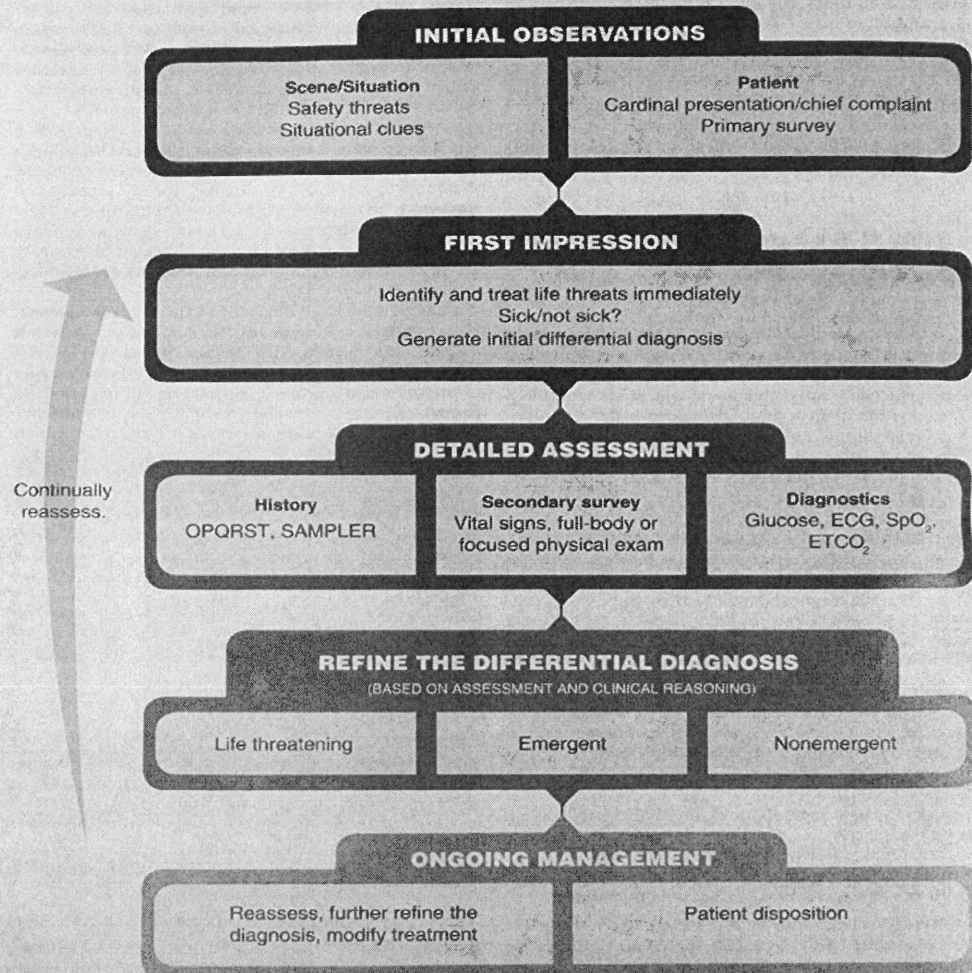 INITIAL OBSERVATIONS
Scene/Situation
Safety threats
Situational clues
Patient
Cardinal presentation/chief complaint
Primary survey
FIRST IMPRESSION
Identify and treat life threats immediately
Sick/not sick?
Generate initial differential diagnosis
DETAILED ASSESSMENT
History
OPQRST, SAMPLER
Secondary survey
Vital signs, full-body or
focused physical exam
Diagnostics
Glucose, ECG, SpO₂,
ETCO₂
Continually
reassess.
REFINE THE DIFFERENTIAL DIAGNOSIS
(BASED ON ASSESSMENT AND CLINICAL REASONING)
Life threatening
Emergent
Nonemergent
ONGOING MANAGEMENT
Reassess, further refine the
diagnosis, modify treatment
Patient disposition